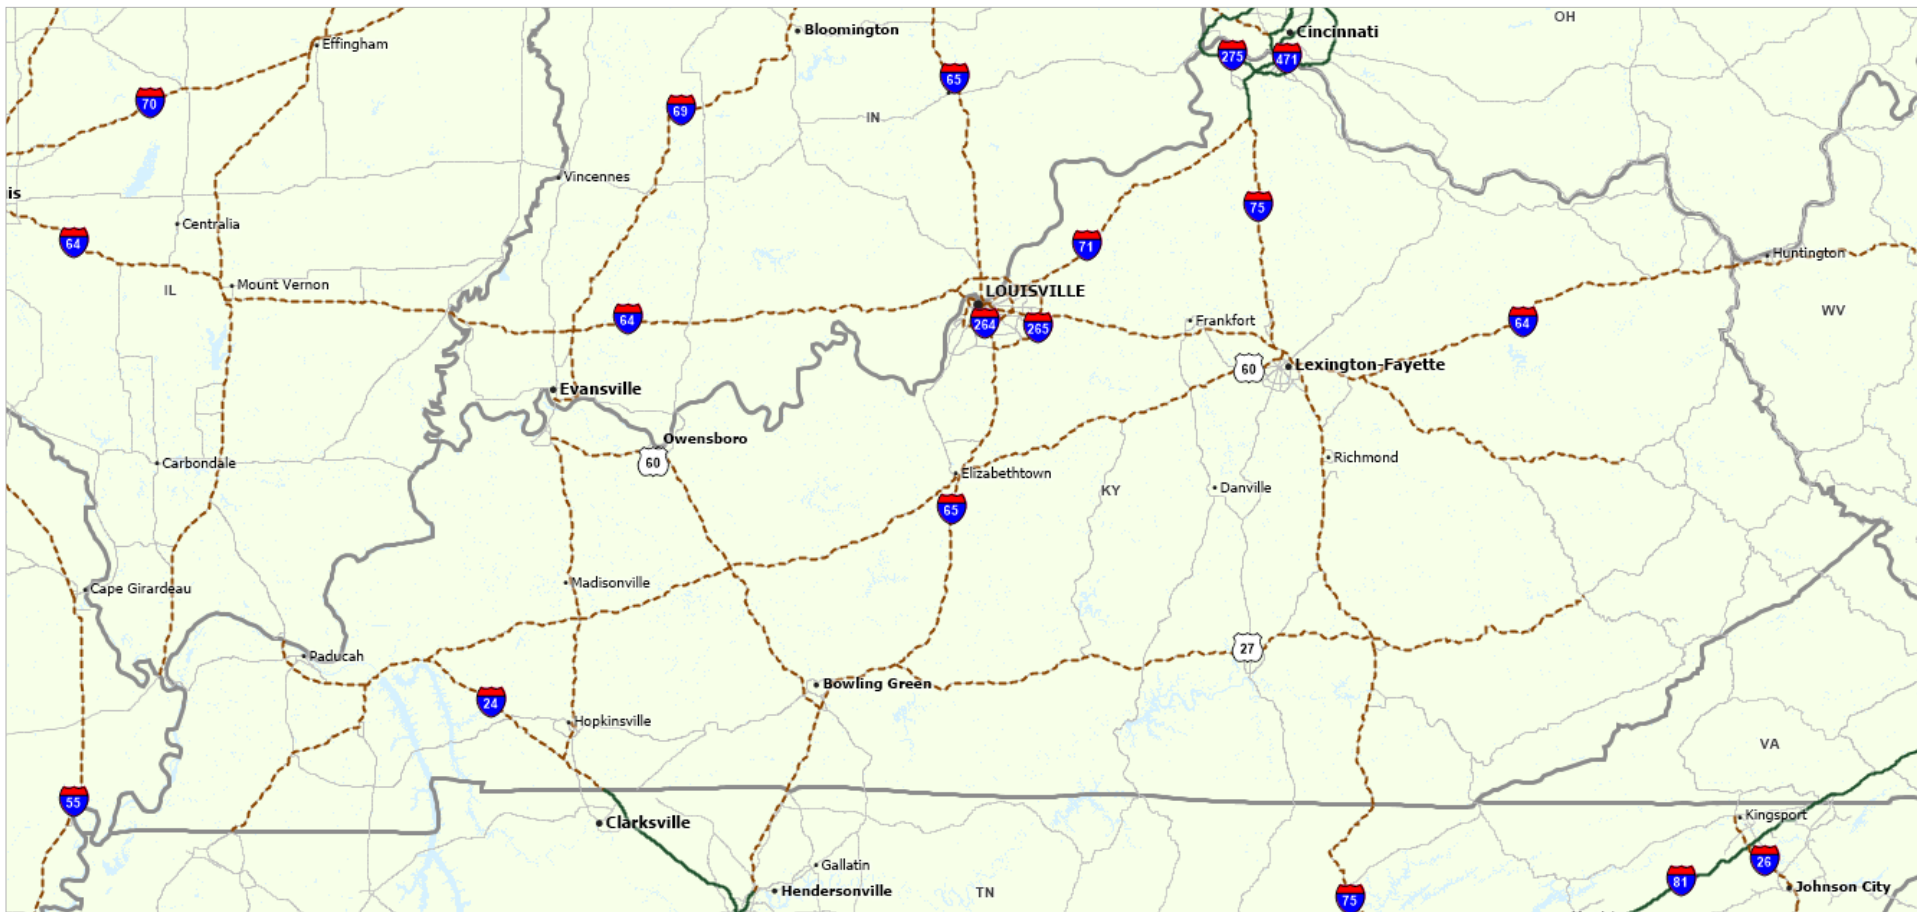 OH
Bloomington
Cincinnati
Effingham
275
471
65
70
69
IN
Vincennes
is
75
Centralia
64
71
Huntington
Mount Vernon
IL
LOUISVILLE
WV
64
264
265
Frankfort
64
60
Lexington-Fayette
Evansville
Owensboro
60
Carbondale
Richmond
Elizabethtown
Danville
KY
65
Madisonville
Cape Girardeau
27
Paducah
Bowling Green
24
Hopkinsville
VA
55
Kingsport
Clarksville
26
Gallatin
81
Hendersonville
TN
Johnson City
75